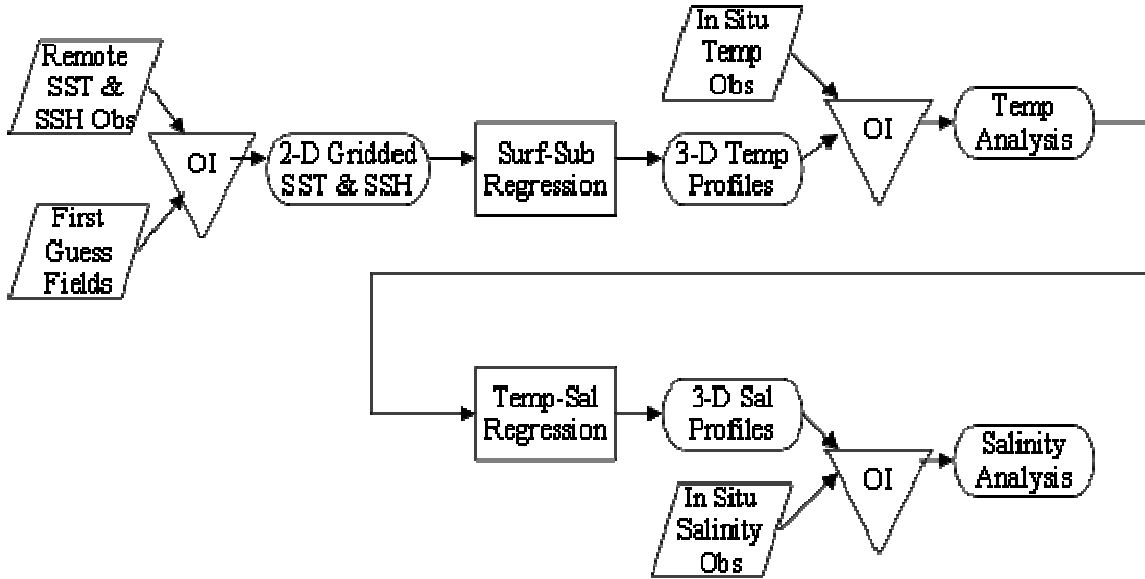 Remote
SST &
SSH Obs
OI
First
Guess
Fields
2-D Gridded
SST & SSH
Surf-Sub
Regression
3-D Temp
Profiles
In Situ
Temp
Obs
OI
Temp
Analysis
Temp-Sal
Regression
3-D Sal
Profiles
In Situ
Salinity
Obs
OI
Salinity
Analysis